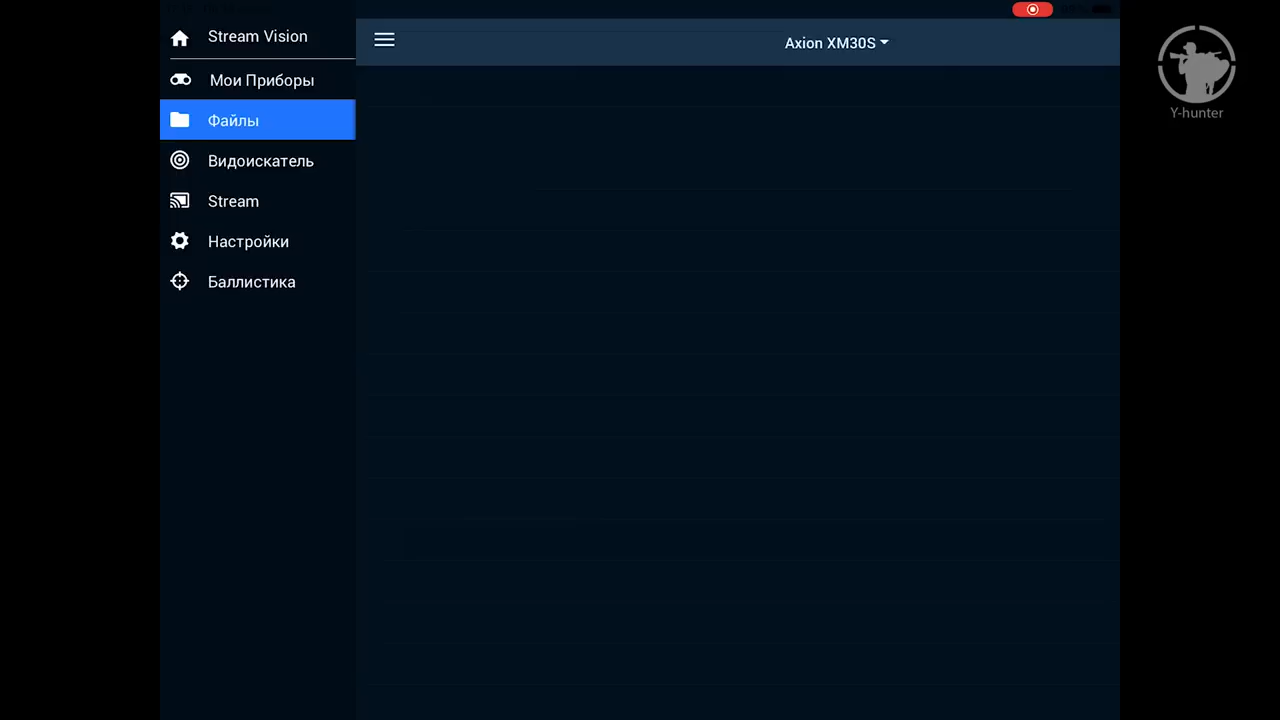 Stream Vision
Axion XM30S
Мои Приборы
Файлы
Видоискатель
Stream
Настройки
Баллистика
Y-hunter